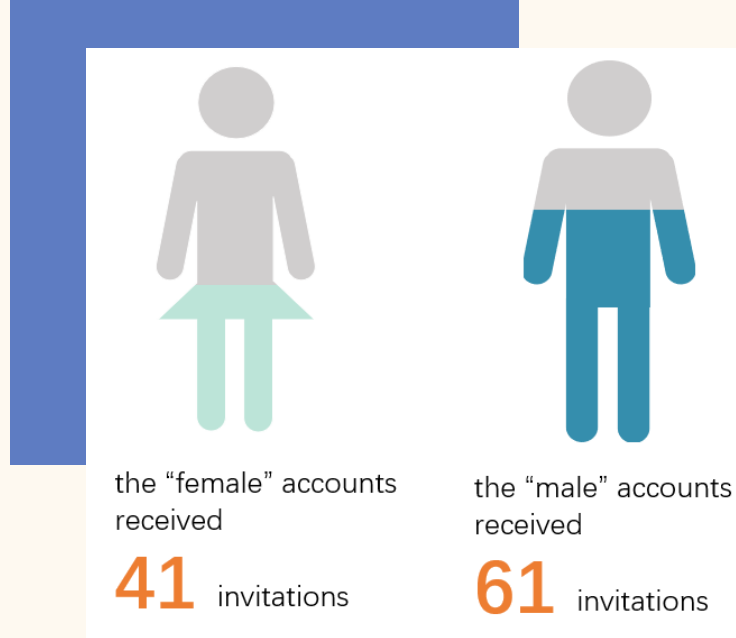 the “female” accounts
received
41 invitations
the “male” accounts
received
61 invitations